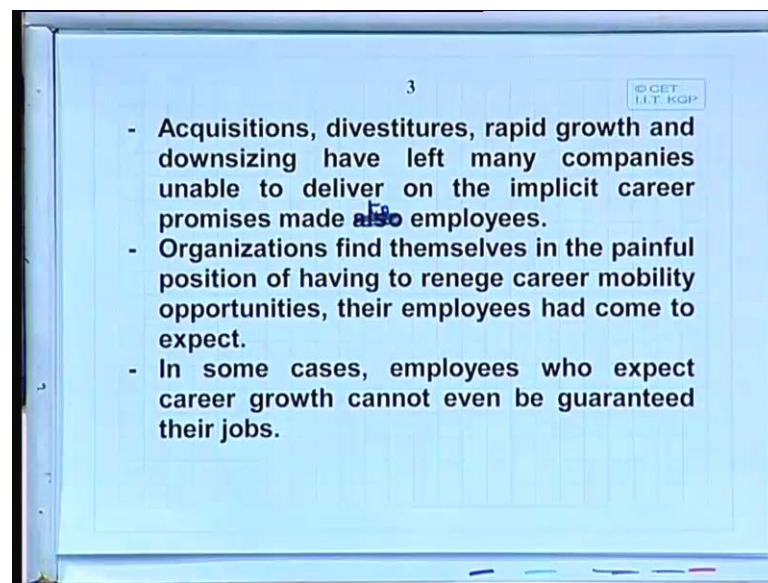 3
© CET
I.I.T. KGP
- Acquisitions, divestitures, rapid growth and
downsizing have left many companies
unable to deliver on the implicit career
promises made to employees.
- Organizations find themselves in the painful
position of having to renege career mobility
opportunities, their employees had come to
expect.
- In some cases, employees who expect
career growth cannot even be guaranteed
their jobs.